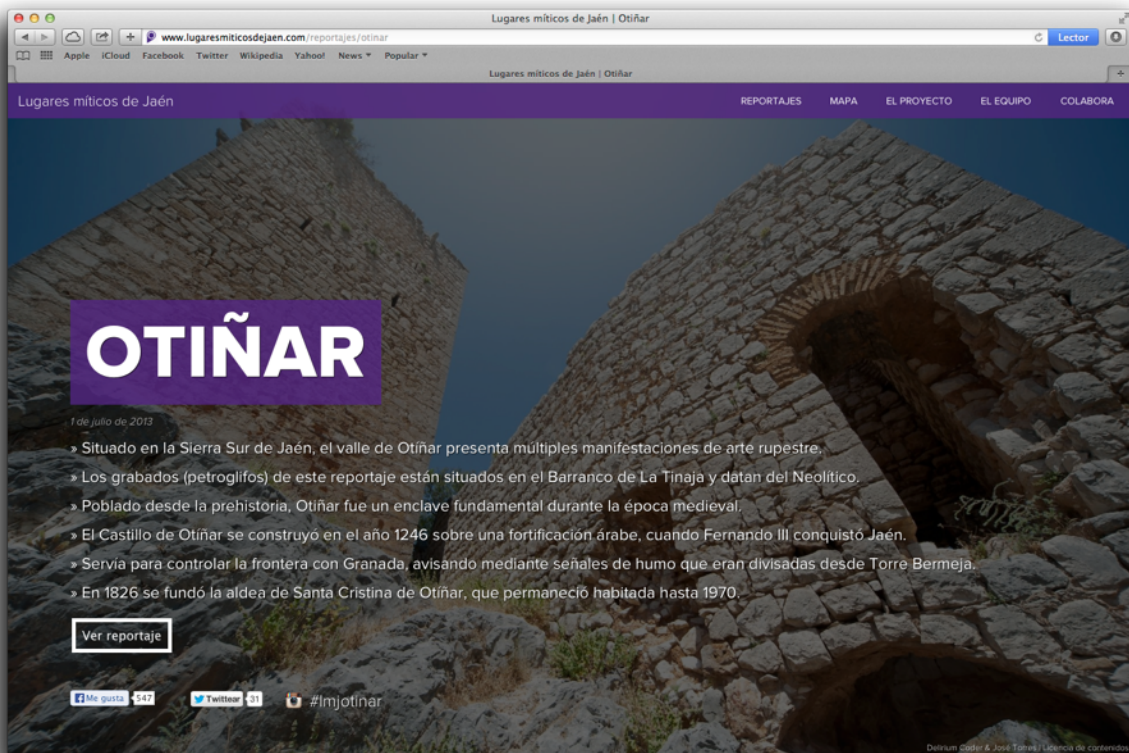 Lugares míticos de Jaén | Otiñar
www.lugaresmiticosdejaen.com/reportajes/otinar
Lector
Apple iCloud Facebook Twitter Wikipedia Yahoo! News Popular
Lugares míticos de Jaén | Otiñar
Lugares míticos de Jaén
REPORTAJES MAPA EL PROYECTO EL EQUIPO COLABORA
OTIÑAR
1 de julio de 2013
» Situado en la Sierra Sur de Jaén, el valle de Otíñar presenta múltiples manifestaciones de arte rupestre.
» Los grabados (petroglifos) de este reportaje están situados en el Barranco de La Tinaja y datan del Neolítico.
» Poblado desde la prehistoria, Otiñar fue un enclave fundamental durante la época medieval.
» El Castillo de Otíñar se construyó en el año 1246 sobre una fortificación árabe, cuando Fernando III conquistó Jaén.
» Servia para controlar la frontera con Granada, avisando mediante señales de humo que eran divisadas desde Torre Bermeja.
» En 1826 se fundó la aldea de Santa Cristina de Otíñar, que permaneció habitada hasta 1970.
Ver reportaje
Me gusta 547 Twittear 31 #lmjotinar
Delirium Coder & José Torres / Licencia de contenidos